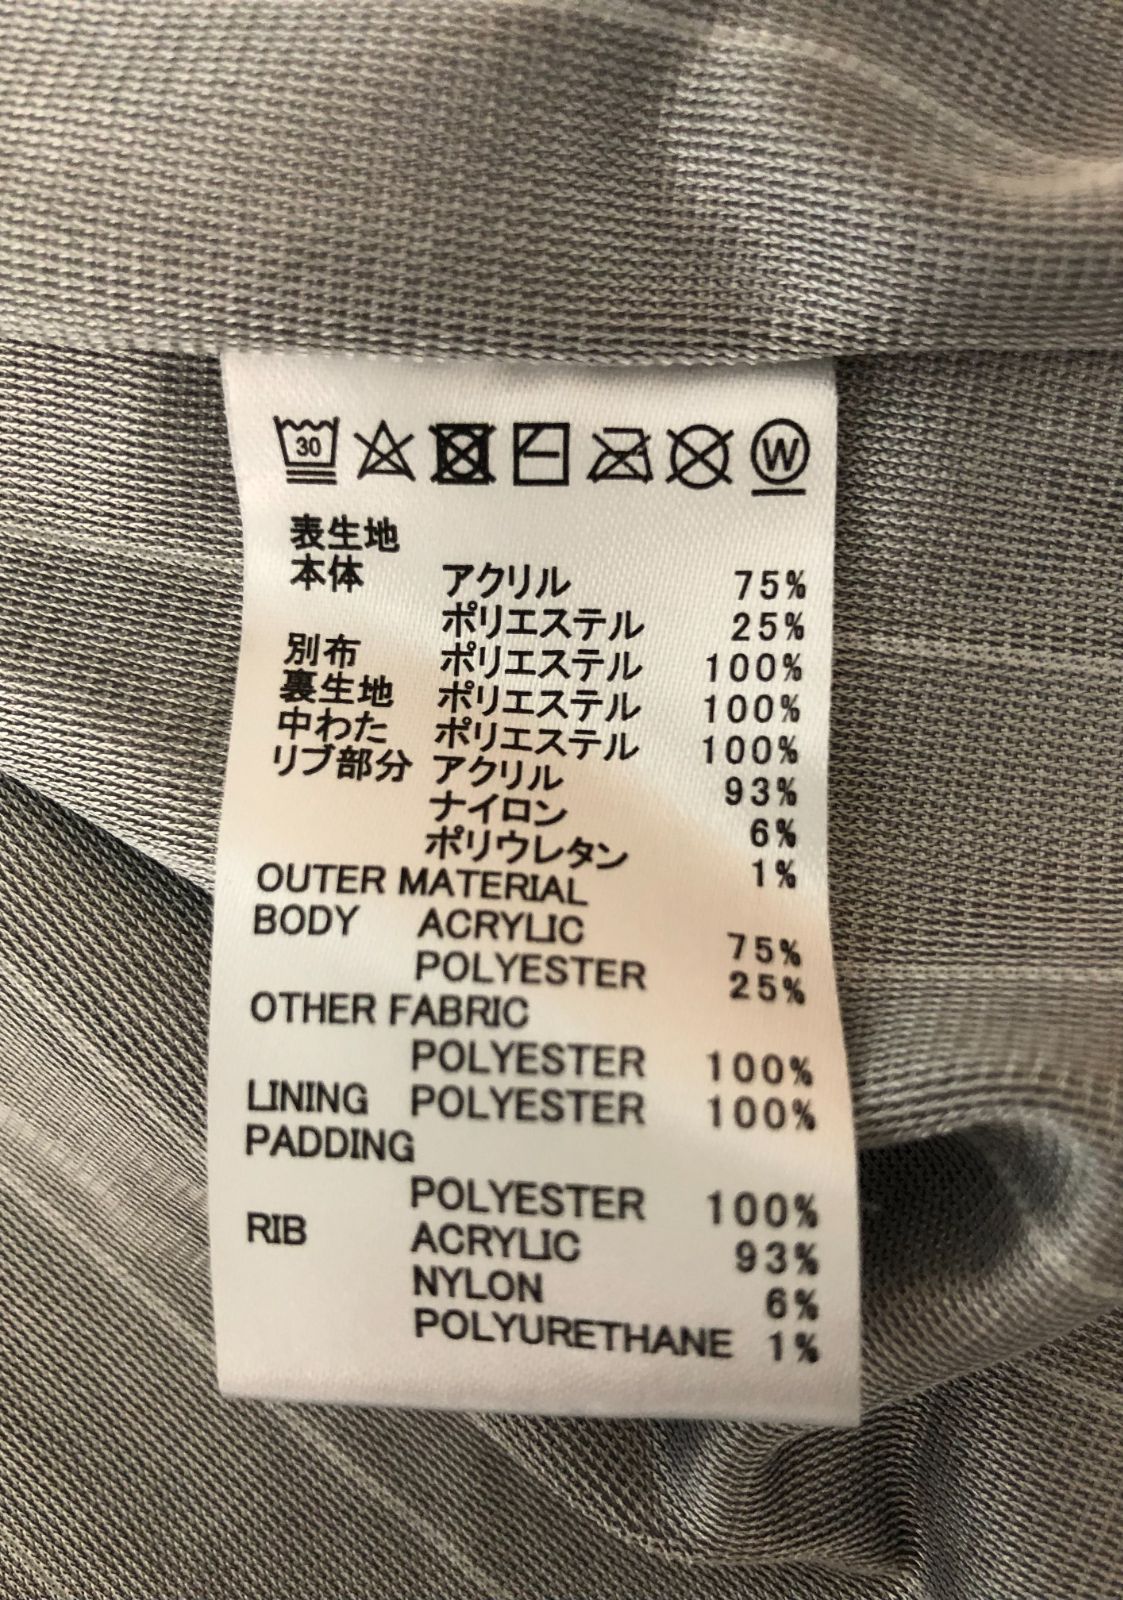 30 W
表生地
本体 アクリル 75%
ポリエステル 25%
別布 ポリエステル 100%
裏生地 ポリエステル 100%
中わた ポリエステル 100%
リブ部分 アクリル 93%
ナイロン 6%
ポリウレタン 1%
OUTER MATERIAL
BODY ACRYLIC 75%
POLYESTER 25%
OTHER FABRIC
POLYESTER 100%
LINING POLYESTER 100%
PADDING
POLYESTER 100%
RIB ACRYLIC 93%
NYLON 6%
POLYURETHANE 1%